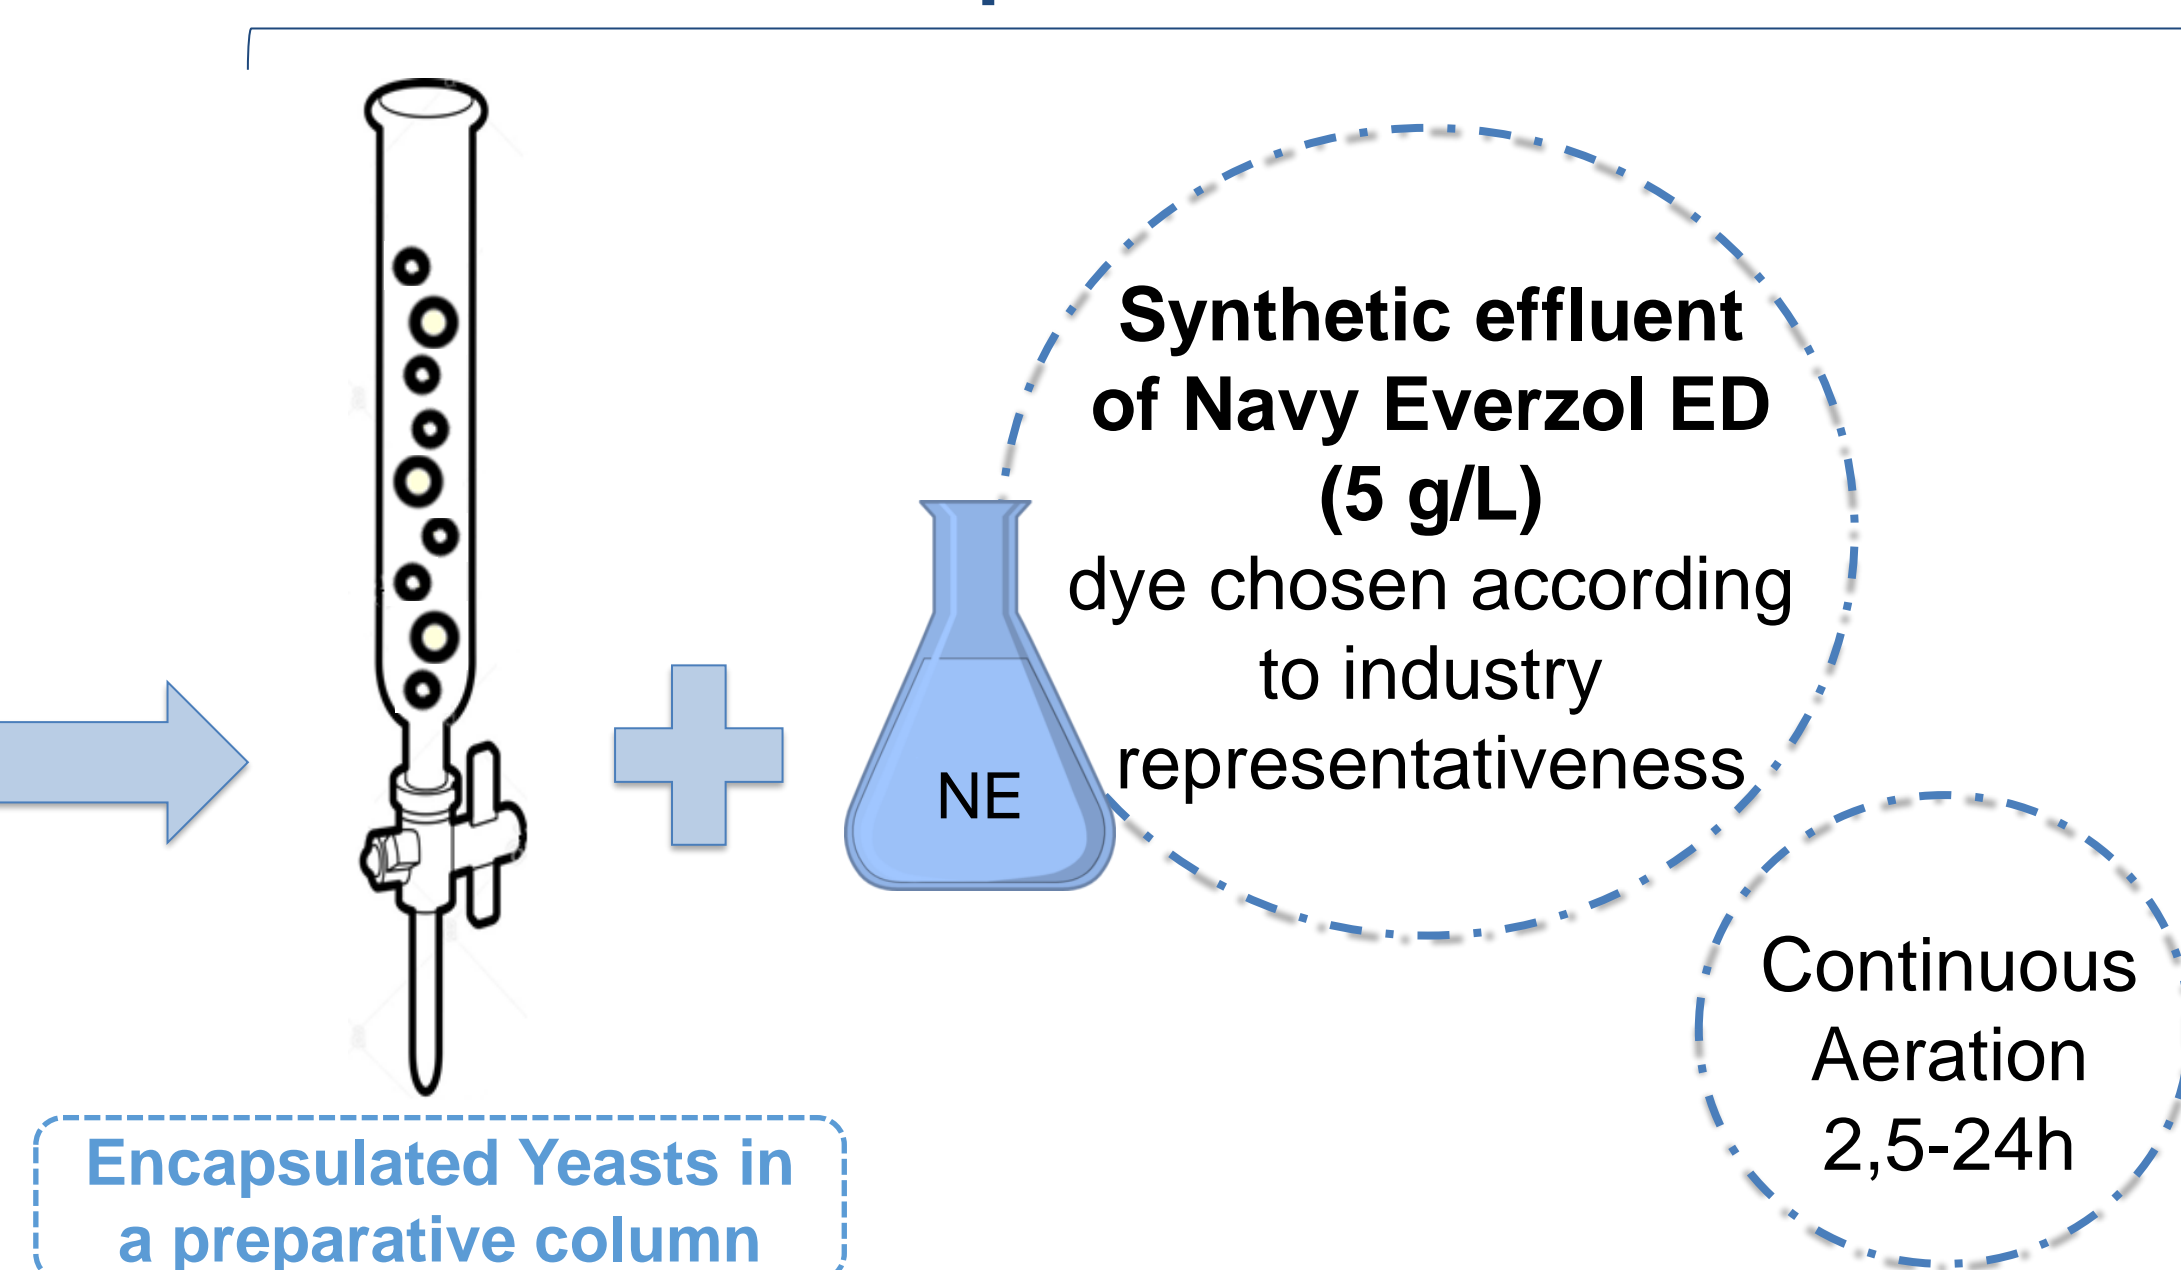 Synthetic effluent
of Navy Everzol ED
(5 g/L)
dye chosen according
to industry
representativeness
NE
Continuous
Aeration
2,5-24h
Encapsulated Yeasts in
a preparative column